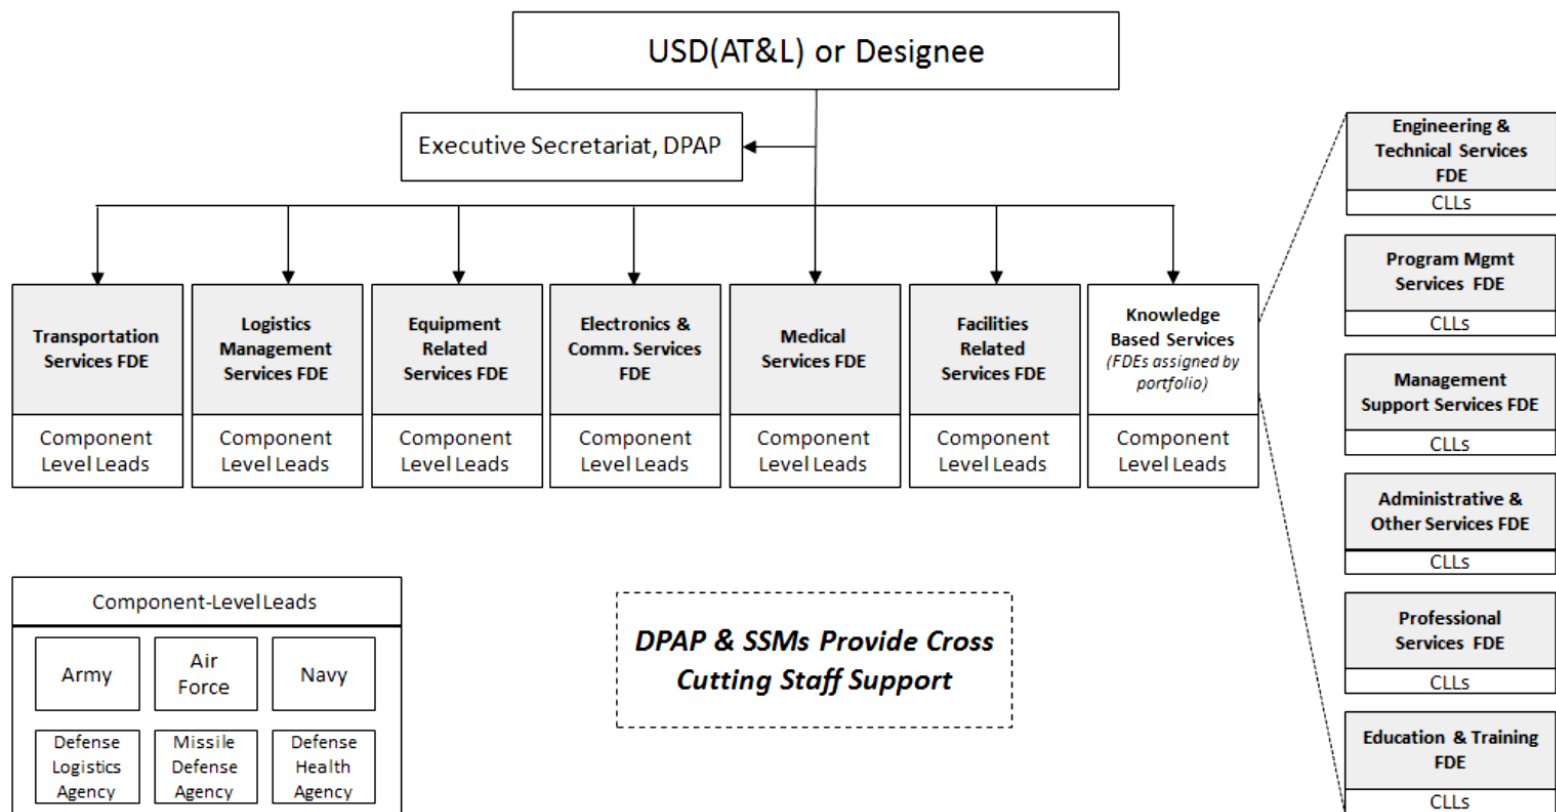 USD(AT&L) or Designee
Executive Secretariat, DPAP
Transportation
Services FDE
Component
Level Leads
Logistics
Management
Services FDE
Component
Level Leads
Equipment
Related
Services FDE
Component
Level Leads
Electronics &
Comm. Services
FDE
Component
Level Leads
Medical
Services FDE
Component
Level Leads
Facilities
Related
Services FDE
Component
Level Leads
Knowledge
Based Services
(FDEs assigned by
portfolio)
Component
Level Leads
Engineering &
Technical Services
FDE
CLLs
Program Mgmt
Services FDE
CLLs
Management
Support Services FDE
CLLs
Administrative &
Other Services FDE
CLLs
Professional
Services FDE
CLLs
Education & Training
FDE
CLLs
Component-Level Leads
Army
Air
Force
Navy
Defense
Logistics
Agency
Missile
Defense
Agency
Defense
Health
Agency
DPAP & SSMs Provide Cross
Cutting Staff Support